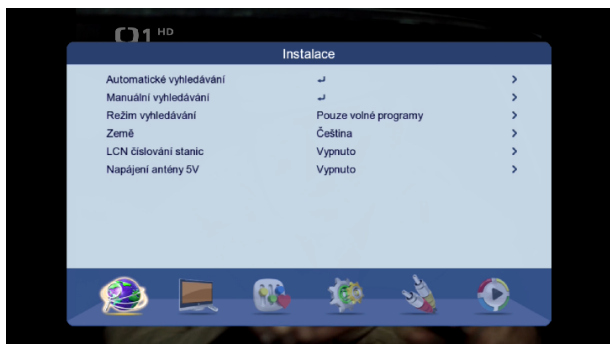 1 HD
Instalace
Automatické vyhledávání
Manuální vyhledávání
Režim vyhledávání Pouze volné programy
Země Čeština
LCN číslování stanic Vypnuto
Napájení antény 5V Vypnuto